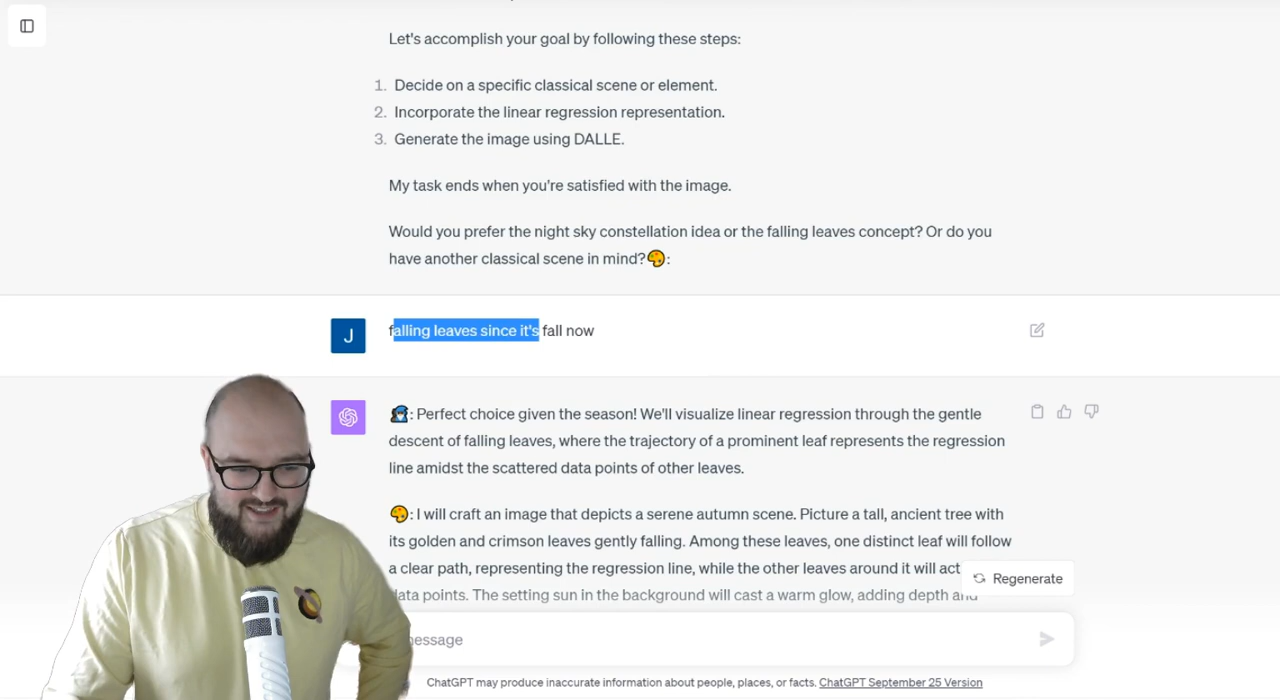 Let's accomplish your goal by following these steps:
1. Decide on a specific classical scene or element.
2. Incorporate the linear regression representation.
3. Generate the image using DALLE.
My task ends when you're satisfied with the image.
Would you prefer the night sky constellation idea or the falling leaves concept? Or do you
have another classical scene in mind?🎨:
J
falling leaves since it's fall now
: Perfect choice given the season! We'll visualize linear regression through the gentle
descent of falling leaves, where the trajectory of a prominent leaf represents the regression
line amidst the scattered data points of other leaves.
🎨: I will craft an image that depicts a serene autumn scene. Picture a tall, ancient tree with
its golden and crimson leaves gently falling. Among these leaves, one distinct leaf will follow
a clear path, representing the regression line, while the other leaves around it will act
Regenerate
data points. The setting sun in the background will cast a warm glow, adding depth and
message
ChatGPT may produce inaccurate information about people, places, or facts. ChatGPT September 25 Version